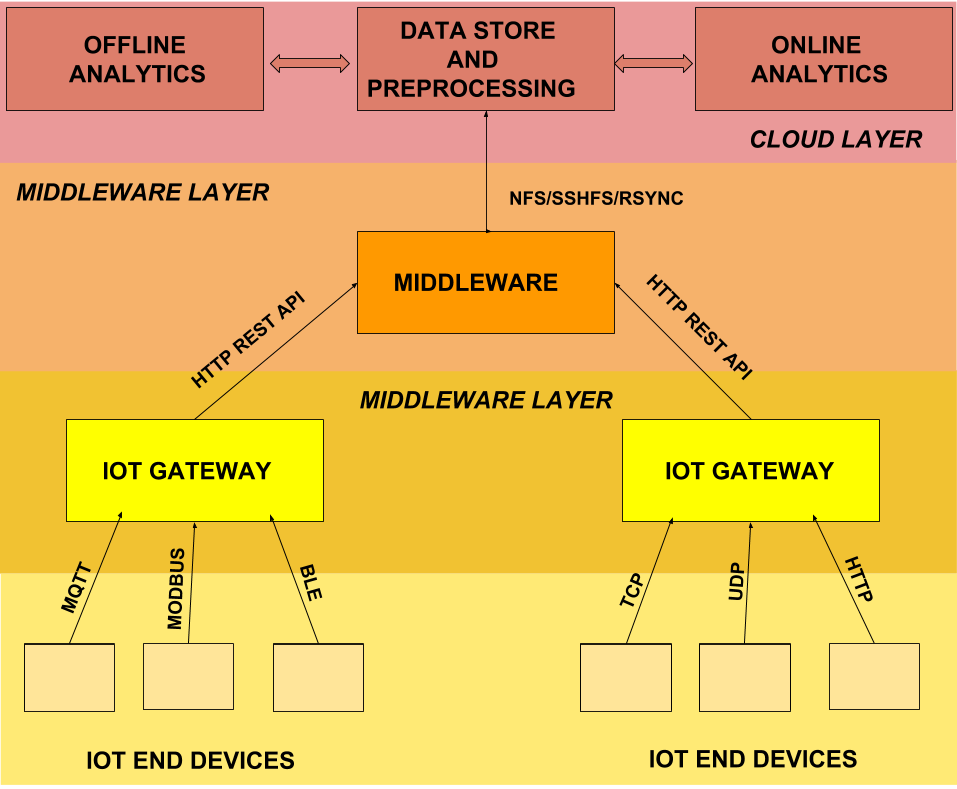 OFFLINE
ANALYTICS
DATA STORE
AND
PREPROCESSING
ONLINE
ANALYTICS
CLOUD LAYER
MIDDLEWARE LAYER
NFS/SSHFS/RSYNC
MIDDLEWARE
HTTP REST API
HTTP REST API
MIDDLEWARE LAYER
IOT GATEWAY
IOT GATEWAY
MQTT
MODBUS
BLE
TCP
UDP
HTTP
IOT END DEVICES
IOT END DEVICES